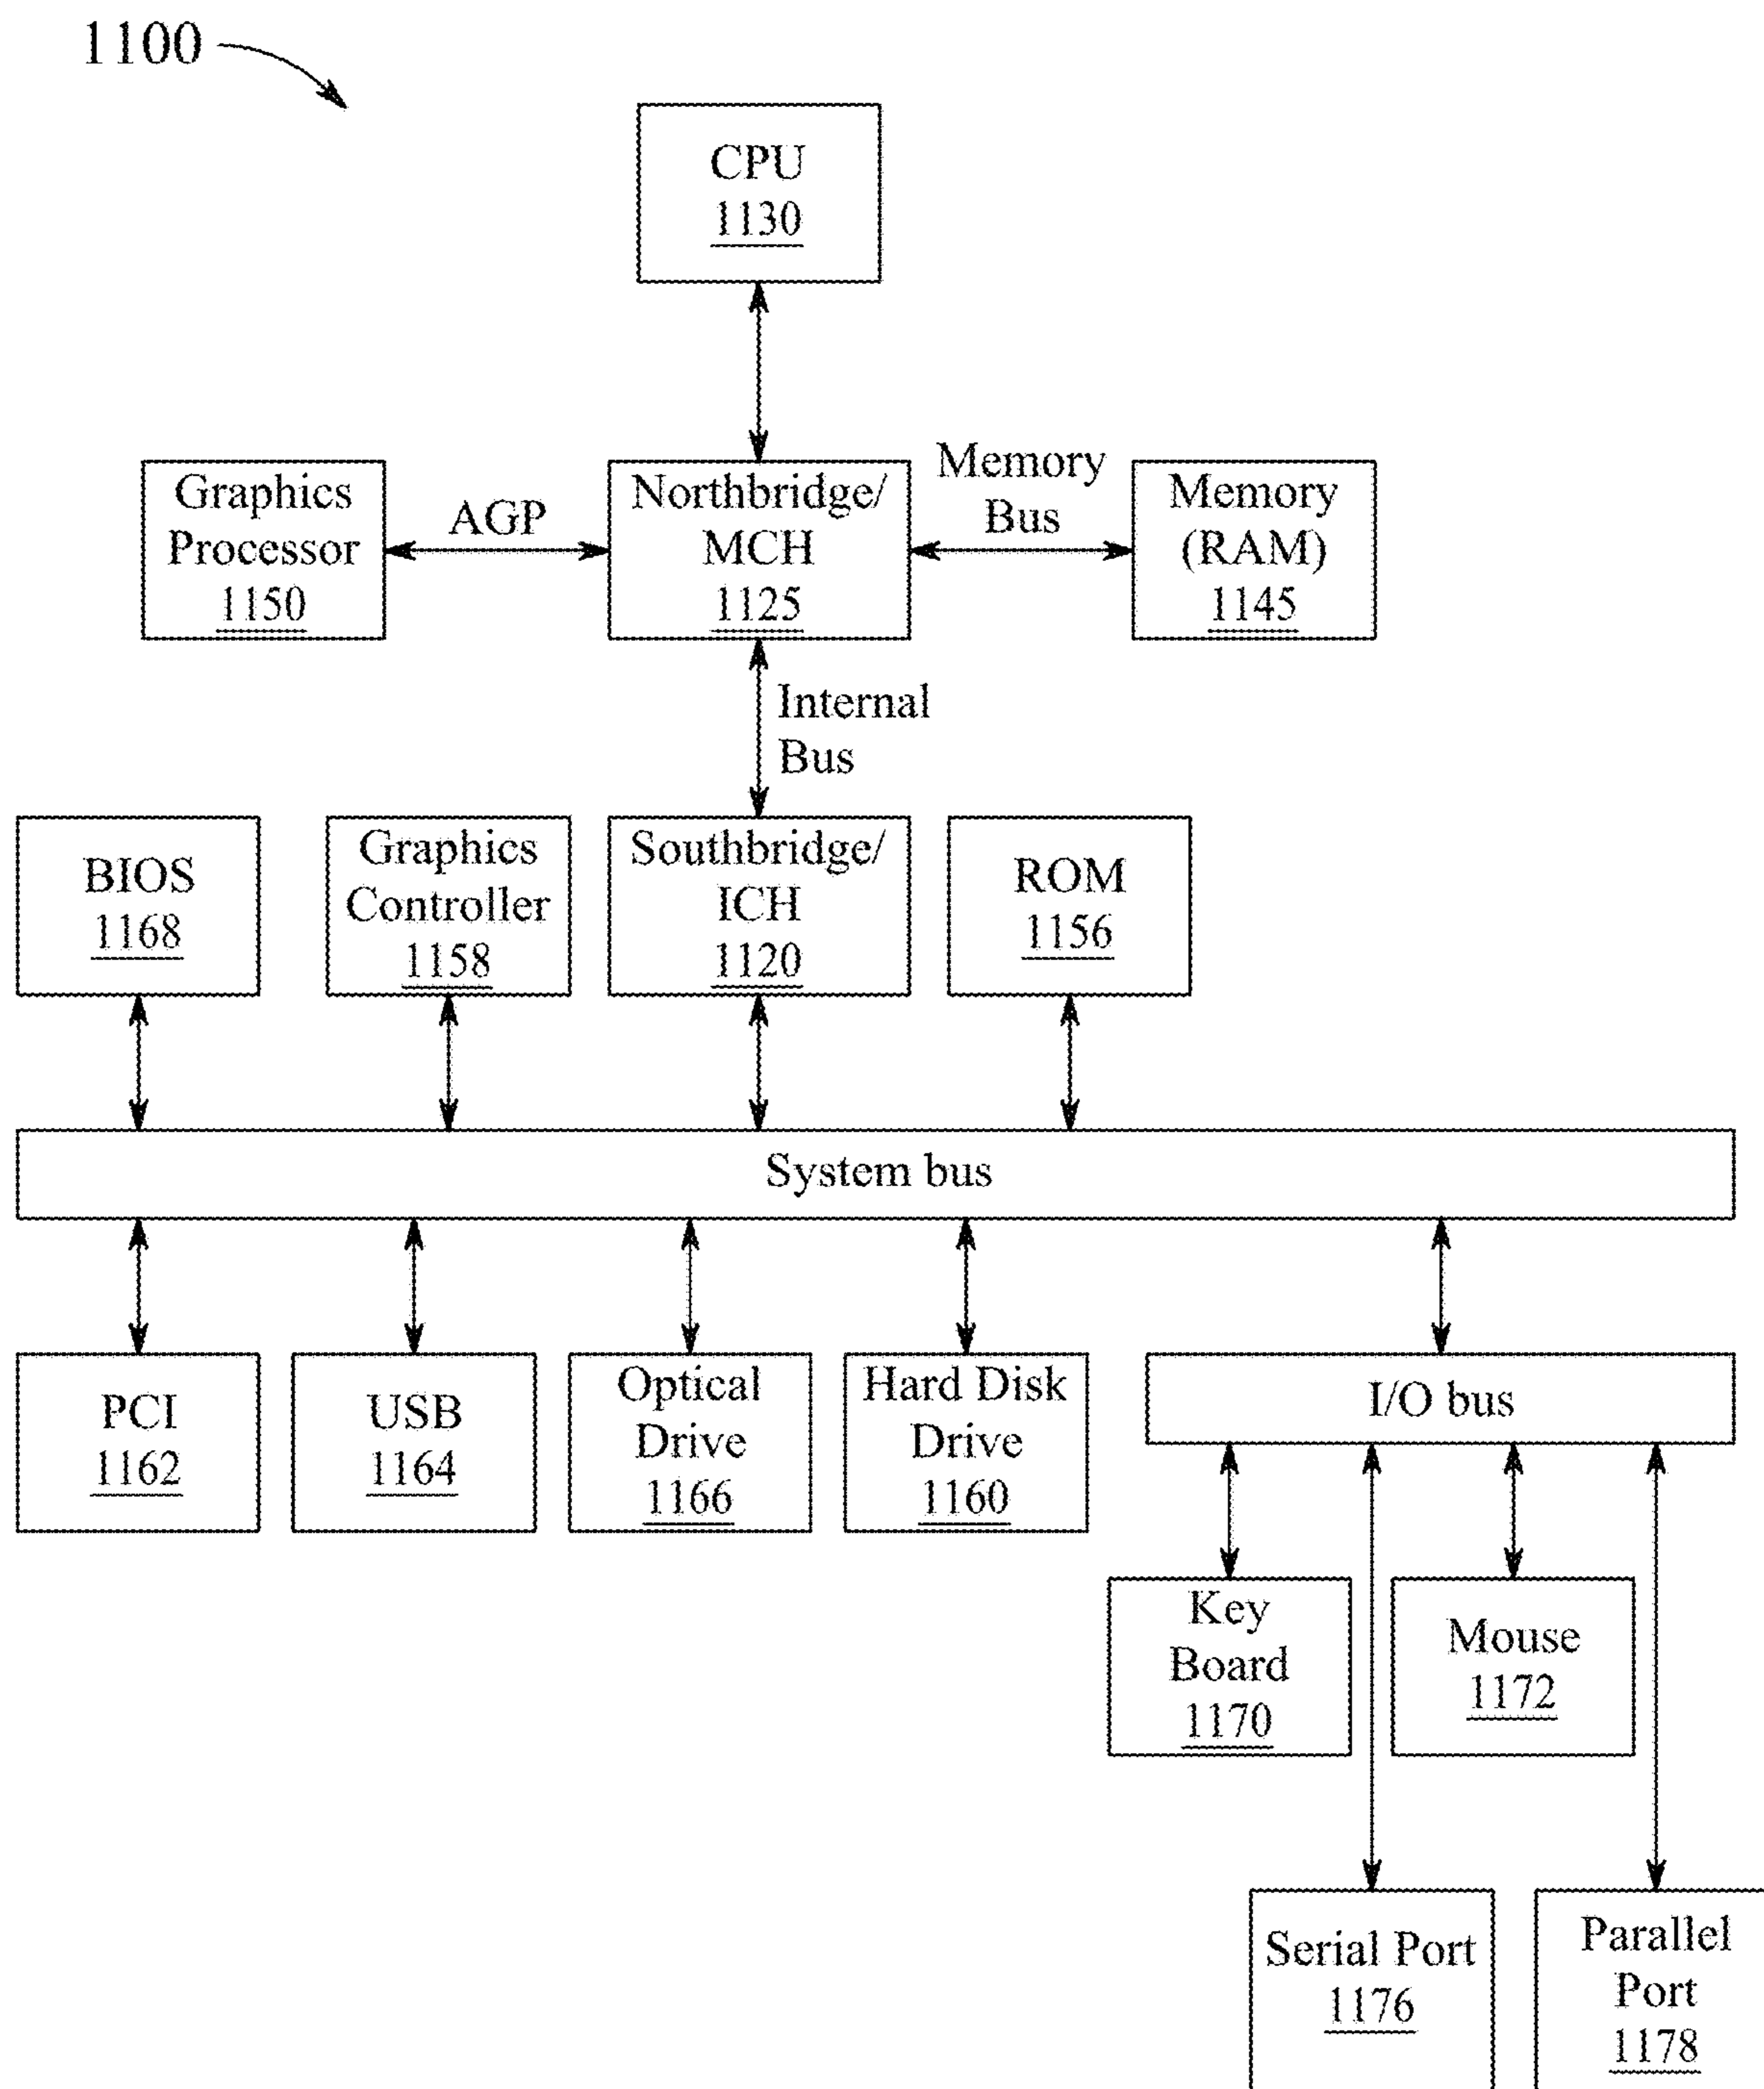 1100
CPU
1130
Graphics
Processor
1150
AGP
Northbridge/
MCH
1125
Memory
Bus
Memory
(RAM)
1145
Internal
Bus
BIOS
1168
Graphics
Controller
1158
Southbridge/
ICH
1120
ROM
1156
System bus
PCI
1162
USB
1164
Optical
Drive
1166
Hard Disk
Drive
1160
I/O bus
Key
Board
1170
Mouse
1172
Serial Port
1176
Parallel
Port
1178